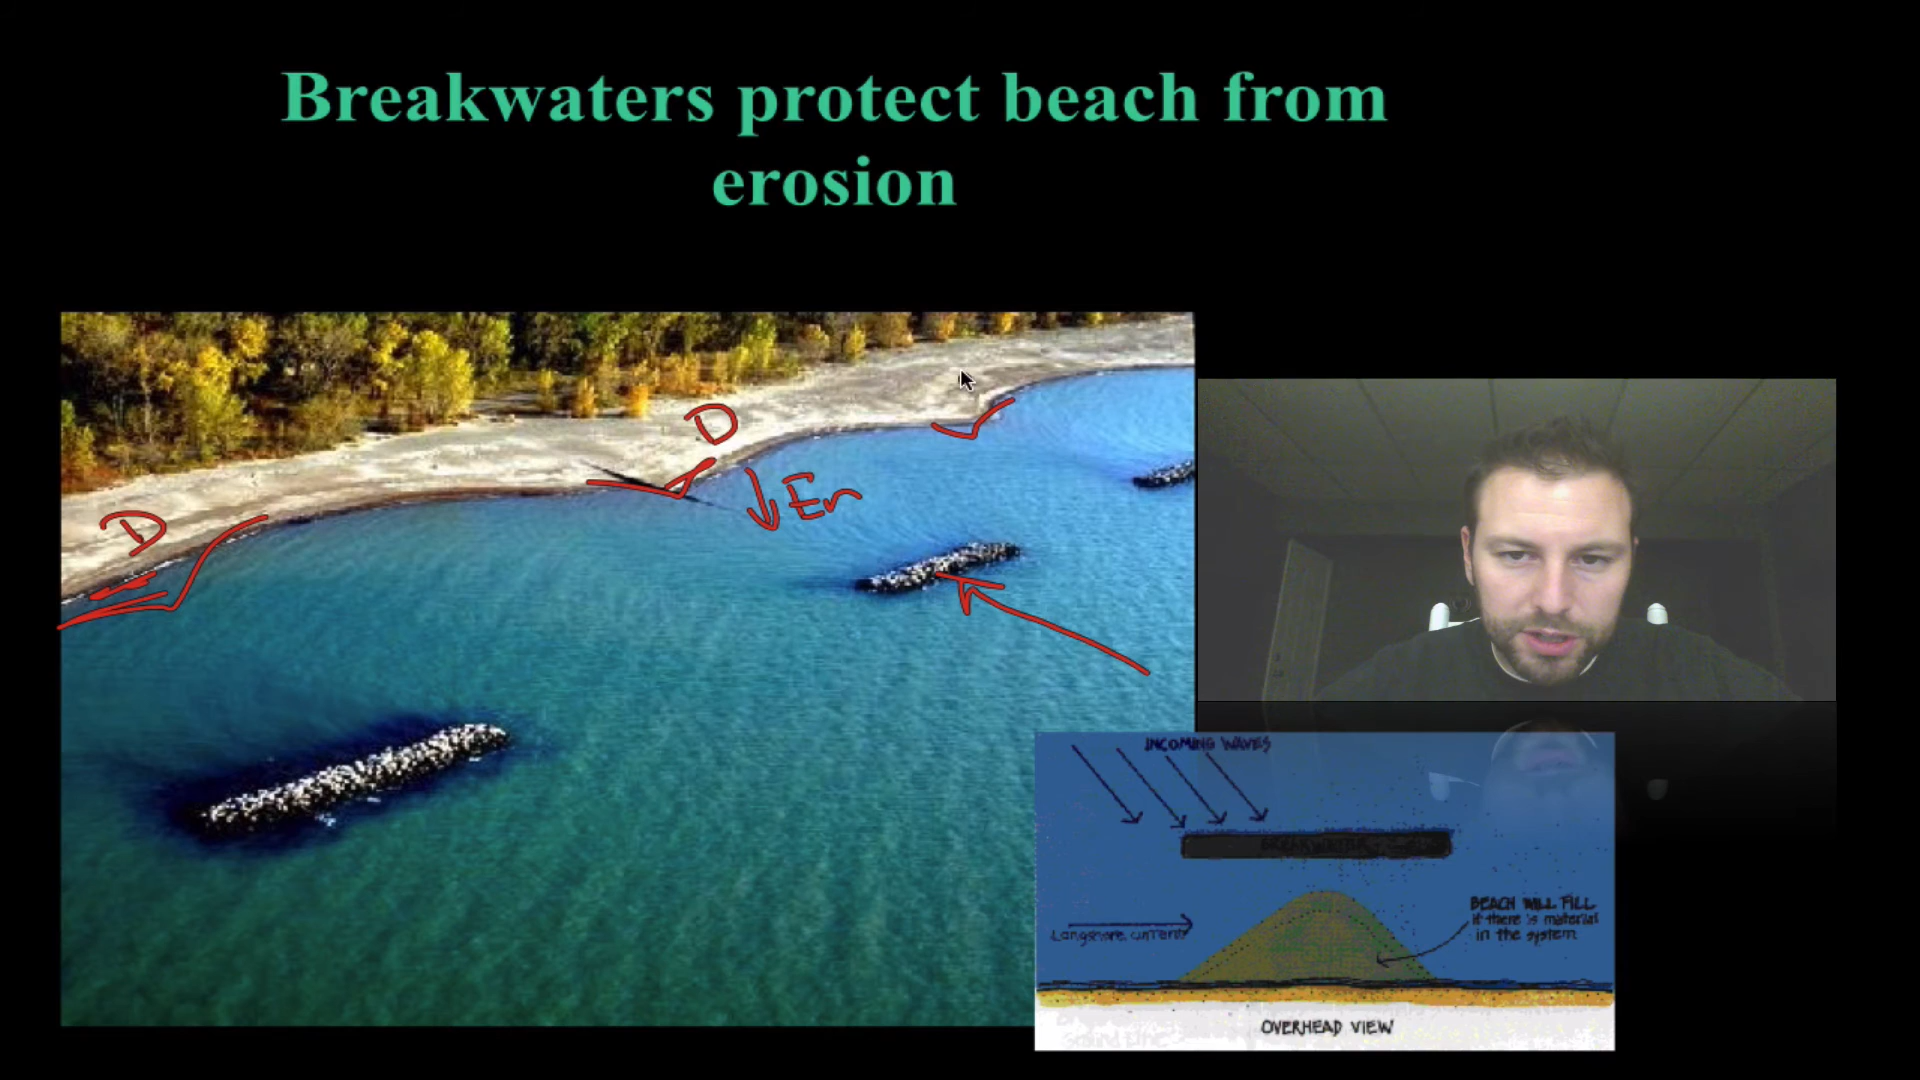 Breakwaters protect beach from
erosion
D
D
Er
INCOMING WAVES
BREAKWATER
BEACH WILL FILL
if there is material
in the system
Longshore current
OVERHEAD VIEW